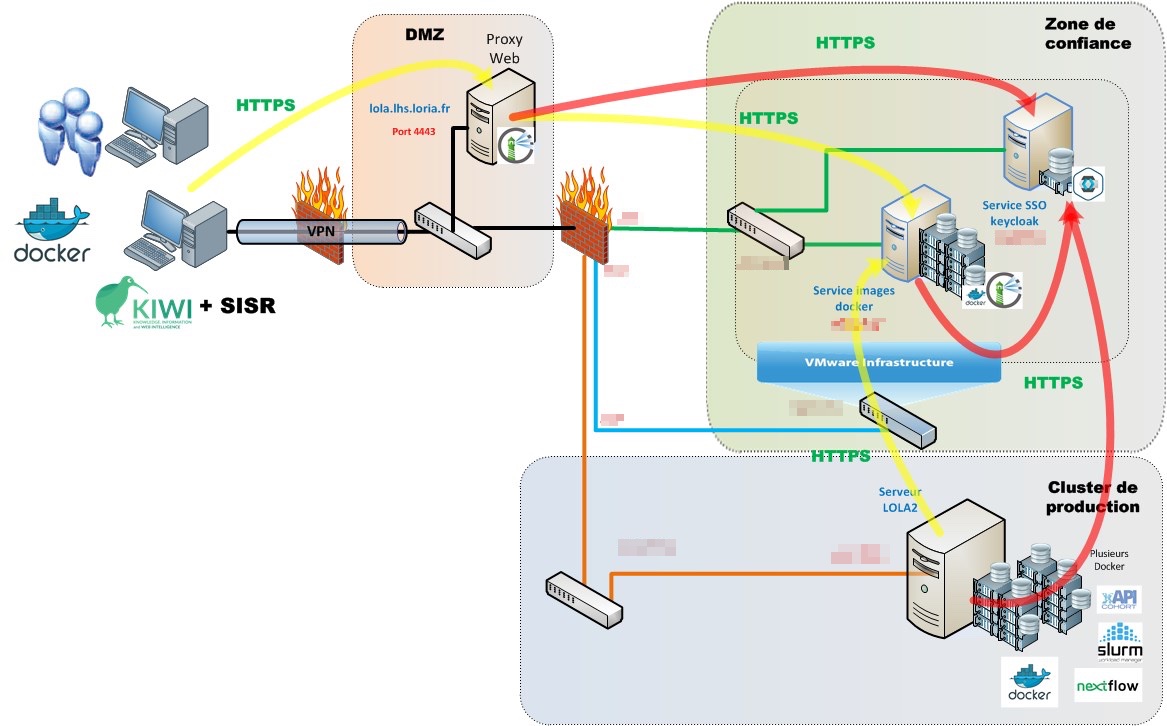 DMZ
Proxy
Web
lola.lhs.loria.fr
Port 4443
HTTPS
HTTPS
Zone de
confiance
HTTPS
docker
VPN
KIWI + SISR
KNOWLEDGE INFORMATION
AND WEB INTELLIGENCE
Service SSO
keycloak
docker
Service images
docker
VMware Infrastructure
HTTPS
HTTPS
Serveur
LOLA2
Cluster de
production
Plusieurs
Docker
API
COHORT
slurm
workload manager
docker
nextflow